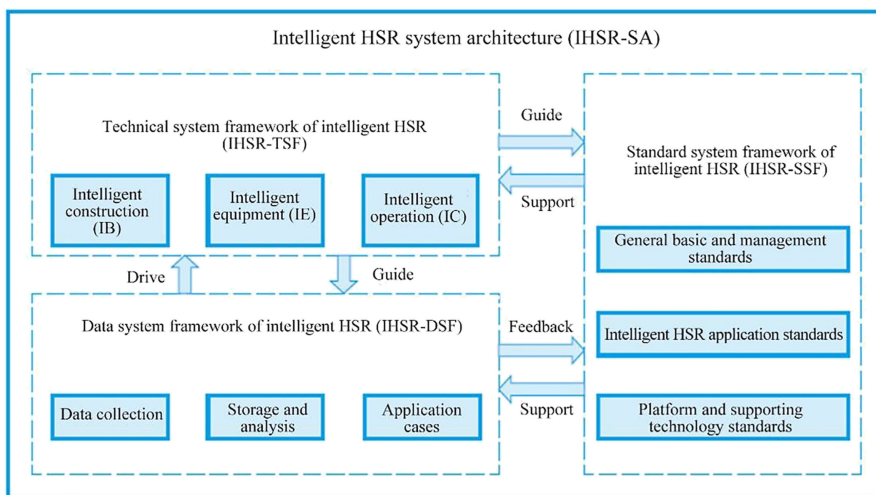 Intelligent HSR system architecture (IHSR-SA)
Technical system framework of intelligent HSR
(IHSR-TSF)
Intelligent
construction
(IB)
Intelligent
equipment (IE)
Intelligent
operation (IC)
Guide
Support
Standard system framework of
intelligent HSR (IHSR-SSF)
General basic and management
standards
Intelligent HSR application standards
Platform and supporting
technology standards
Drive
Guide
Data system framework of intelligent HSR (IHSR-DSF)
Data collection
Storage and
analysis
Application
cases
Feedback
Support